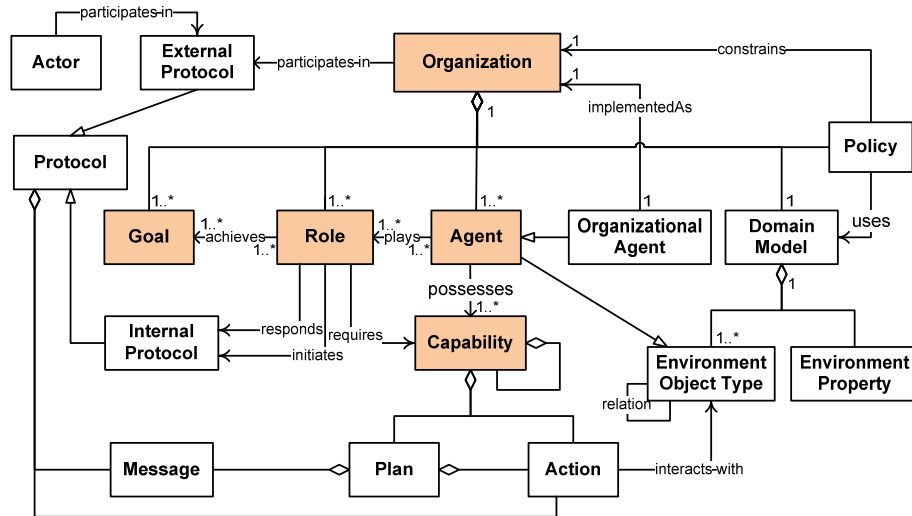 participates-in
Actor
External
Protocol
participates-in
Organization
1
constrains
1
implementedAs
1
Protocol
Policy
1..*
1..*
1..*
1
1
Goal
1..*
achieves
1..*
Role
1..*
plays
1..*
Agent
Organizational
Agent
Domain
Model
uses
possesses
1..*
1
Internal
Protocol
responds
requires
initiates
Capability
1..*
Environment
Object Type
Environment
Property
relation
Message
Plan
Action
interacts-with